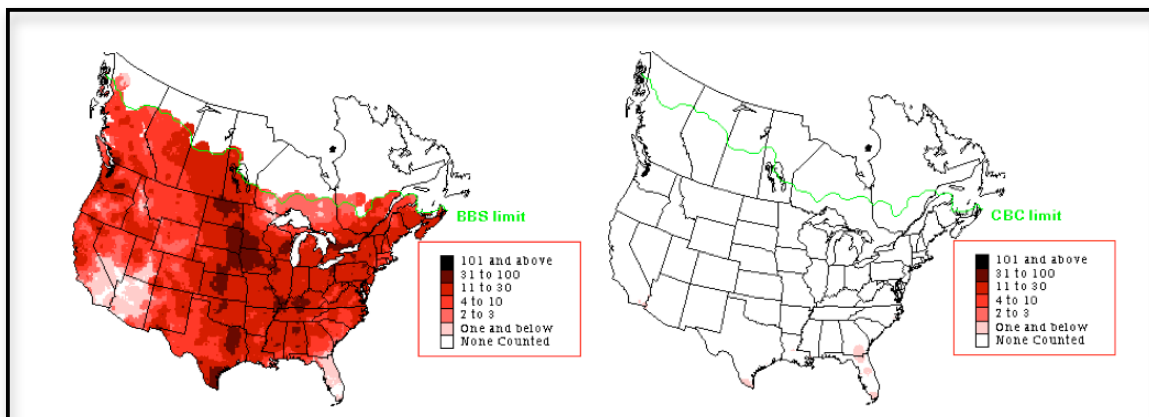 BBS limit
101 and above
31 to 100
11 to 30
4 to 10
2 to 3
One and below
None Counted
CBC limit
101 and above
31 to 100
11 to 30
4 to 10
2 to 3
One and below
None Counted